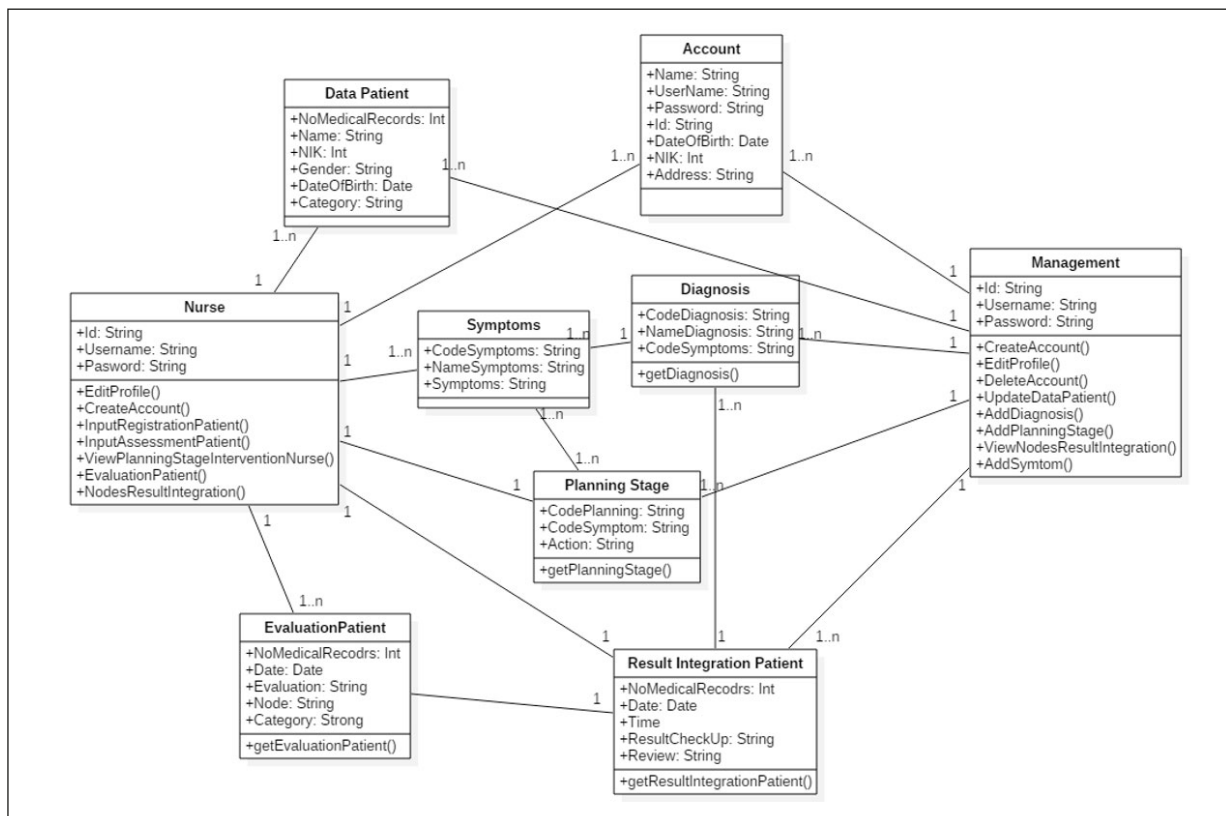 Account
+Name: String
+UserName: String
+Password: String
+Id: String
+DateOfBirth: Date
+NIK: Int
+Address: String
1..n
1..n
Data Patient
+NoMedicalRecords: Int
+Name: String
+NIK: Int
+Gender: String
+DateOfBirth: Date
+Category: String
1..n
1..n
1
Management
+Id: String
+Username: String
+Password: String
+CreateAccount()
+EditProfile()
+DeleteAccount()
+UpdateDataPatient()
+AddDiagnosis()
+AddPlanningStage()
+ViewNodesResultIntegration()
+AddSymtom()
1
1
1
1
1
Nurse
+Id: String
+Username: String
+Pasword: String
+EditProfile()
+CreateAccount()
+InputRegistrationPatient()
+InputAssessmentPatient()
+ViewPlanningStageInterventionNurse()
+EvaluationPatient()
+NodesResultIntegration()
1
1
1
1
1
Symptoms
+CodeSymptoms: String
+NameSymptoms: String
+Symptoms: String
1..n
1..n
1..n
Diagnosis
+CodeDiagnosis: String
+NameDiagnosis: String
+CodeSymptoms: String
+getDiagnosis()
1
1..n
1..n
Planning Stage
+CodePlanning: String
+CodeSymptom: String
+Action: String
+getPlanningStage()
1..n
1
1..n
EvaluationPatient
+NoMedicalRecodrs: Int
+Date: Date
+Evaluation: String
+Node: String
+Category: Strong
+getEvaluationPatient()
1..n
Result Integration Patient
+NoMedicalRecodrs: Int
+Date: Date
+Time
+ResultCheckUp: String
+Review: String
+getResultIntegrationPatient()
1
1
1..n
1